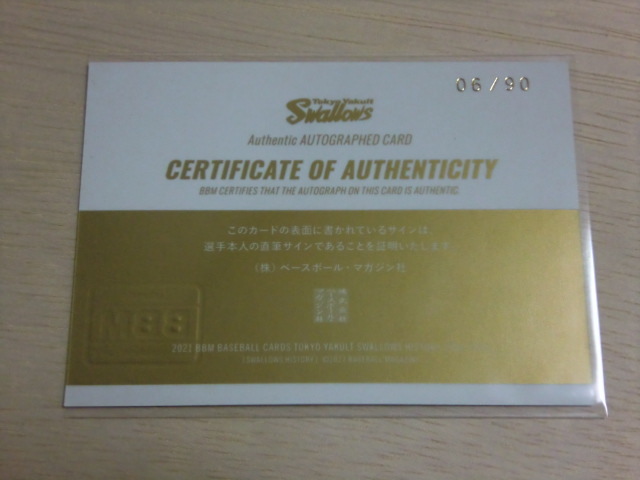 06/90
Tokyo Yakult
Swallows
Authentic AUTOGRAPHED CARD
CERTIFICATE OF AUTHENTICITY
BBM CERTIFIES THAT THE AUTOGRAPH ON THIS CARD IS AUTHENTIC.
このカードの表面に書かれているサインは、
選手本人の直筆サインであることを証明いたします。
(株)ベースボール・マガジン社
2021 BBM BASEBALL CARDS TOKYO YAKULT SWALLOWS HISTORY